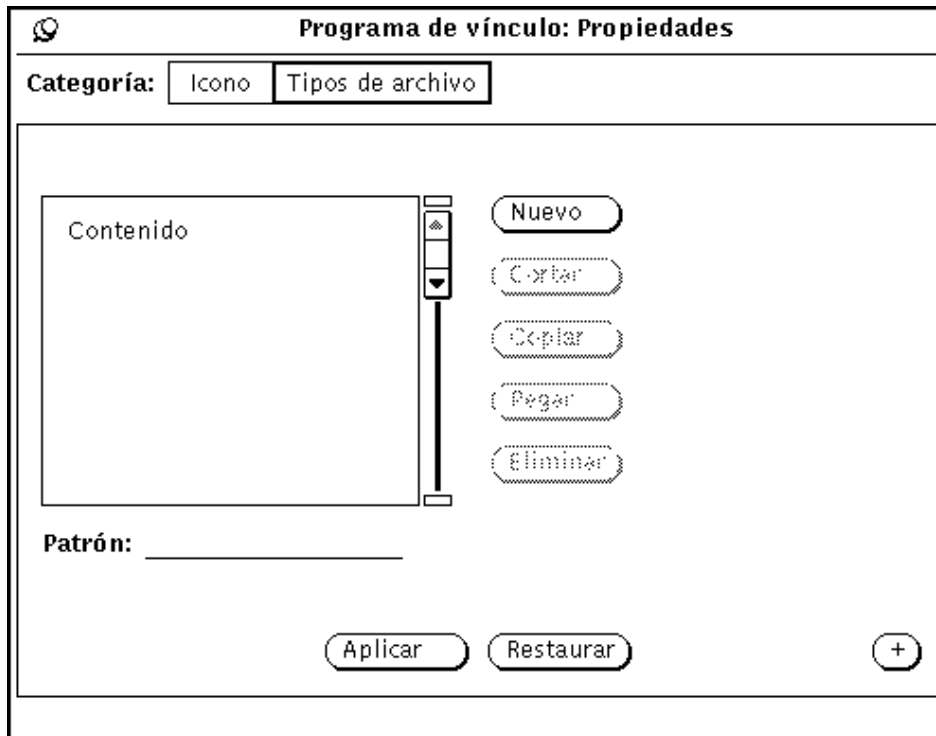 Programa de vínculo: Propiedades
Categoría: Icono Tipos de archivo
Contenido
Nuevo
Cortar
Copiar
Pegar
Eliminar
Patrón:
Aplicar Restaurar +